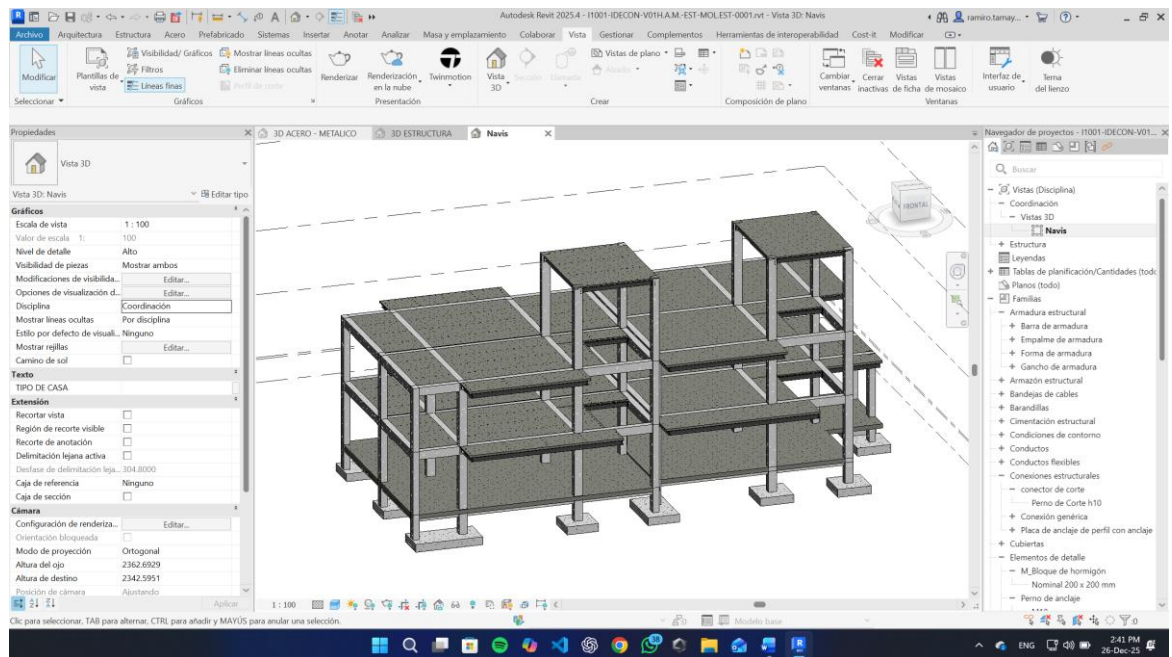 Autodesk Revit 2025.4 - I1001-IDECON-V01H.A.M.-EST-MOL.EST-0001.rvt - Vista 3D: Navis
ramiro.tamay...
Archivo Arquitectura Estructura Acero Prefabricado Sistemas Insertar Anotar Analizar Masa y emplazamiento Colaborar Vista Gestionar Complementos Herramientas de interoperabilidad Cost-it Modificar
Modificar
Plantillas de vista
Visibilidad/ Gráficos
Filtros
Líneas finas
Mostrar líneas ocultas
Eliminar líneas ocultas
Perfil de corte
Renderizar
Renderización en la nube
Twinmotion
Vista 3D
Sección
Llamada
Vistas de plano
Alzado
Cambiar ventanas
Cerrar inactivas
Vistas de ficha
Vistas de mosaico
Interfaz de usuario
Tema del lienzo
Seleccionar
Gráficos
Presentación
Crear
Composición de plano
Ventanas
Propiedades
Vista 3D
Vista 3D: Navis
Editar tipo
Gráficos
Escala de vista 1 : 100
Valor de escala 1: 100
Nivel de detalle Alto
Visibilidad de piezas Mostrar ambos
Modificaciones de visibilida... Editar...
Opciones de visualización d... Editar...
Disciplina Coordinación
Mostrar líneas ocultas Por disciplina
Estilo por defecto de visuali... Ninguno
Mostrar rejillas Editar...
Camino de sol
Texto
TIPO DE CASA
Extensión
Recortar vista
Región de recorte visible
Recorte de anotación
Delimitación lejana activa
Desfase de delimitación leja... 304.8000
Caja de referencia Ninguno
Caja de sección
Cámara
Configuración de renderiza... Editar...
Orientación bloqueada
Modo de proyección Ortogonal
Altura del ojo 2362.6929
Altura de destino 2342.5951
Posición de cámara Ajustando
Aplicar
3D ACERO - METALICO
3D ESTRUCTURA
Navis
FRONTAL
1 : 100
Navegador de proyectos - I1001-IDECON-V01...
Buscar
Vistas (Disciplina)
Coordinación
Vistas 3D
Navis
Estructura
Leyendas
Tablas de planificación/Cantidades (todo
Planos (todo)
Familias
Armadura estructural
Barra de armadura
Empalme de armadura
Forma de armadura
Gancho de armadura
Armazón estructural
Bandejas de cables
Barandillas
Cimentación estructural
Condiciones de contorno
Conductos
Conductos flexibles
Conexiones estructurales
conector de corte
Perno de Corte h10
Conexión genérica
Placa de anclaje de perfil con anclaje
Cubiertas
Elementos de detalle
M_Bloque de hormigón
Nominal 200 x 200 mm
Perno de anclaje
Clic para seleccionar, TAB para alternar, CTRL para añadir y MAYÚS para anular una selección.
:0
Modelo base
:0
ENG
2:41 PM
26-Dec-25